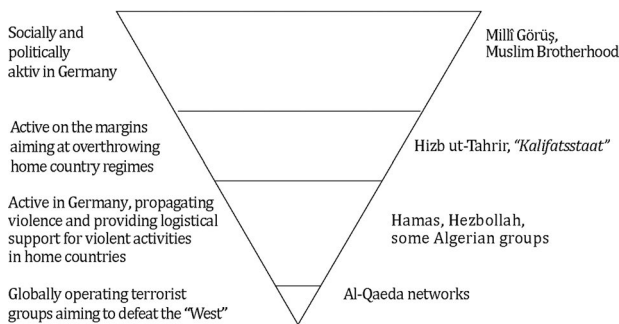 Socially and
politically
aktiv in Germany
Millî Görüş,
Muslim Brotherhood
Active on the margins
aiming at overthrowing
home country regimes
Hizb ut-Tahrir, “Kalifatsstaat”
Active in Germany, propagating
violence and providing logistical
support for violent activities
in home countries
Hamas, Hezbollah,
some Algerian groups
Globally operating terrorist
groups aiming to defeat the “West”
Al-Qaeda networks